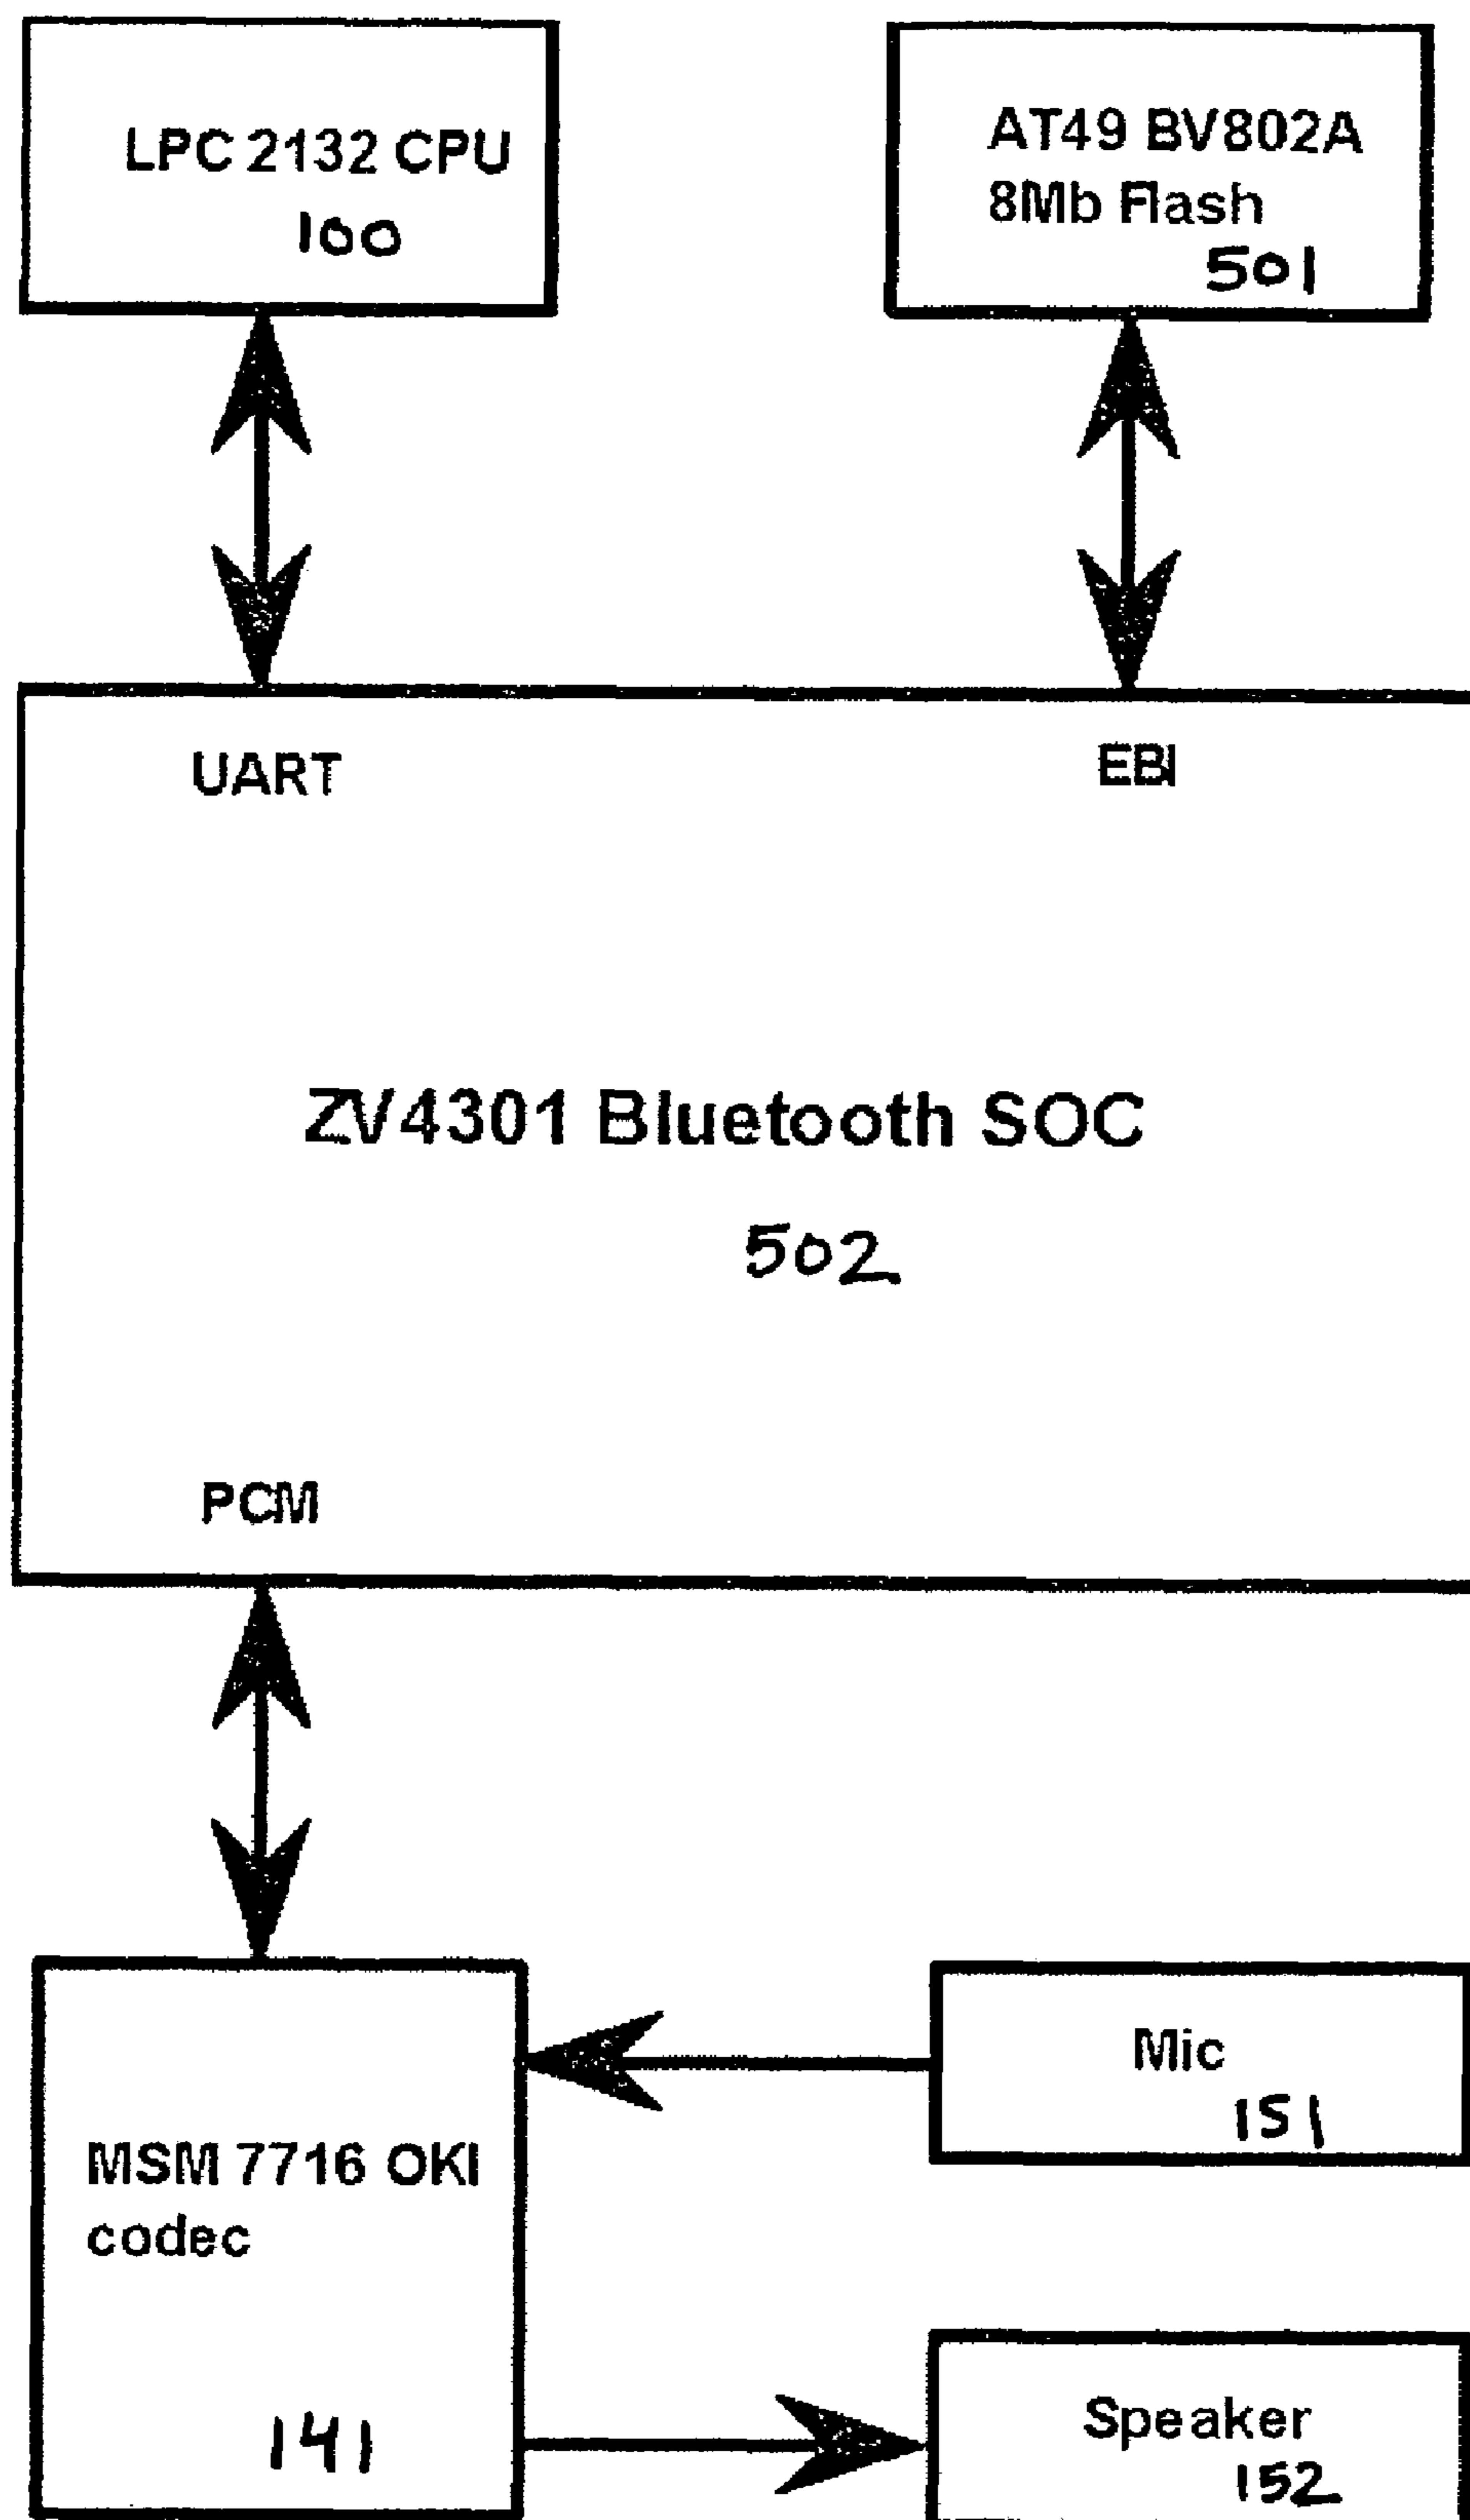 LPC 2132 CPU
100
AT49 BV802A
8Mb Flash
501
UART
EBI
ZV4301 Bluetooth SOC
502
PCM
Mic
151
MSM 7716 OKI
codec
141
Speaker
152